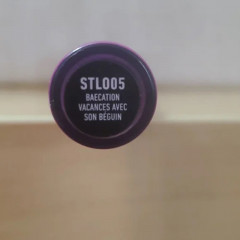 STL005
BAECATION
VACANCES AVEC
SON BÉGUIN